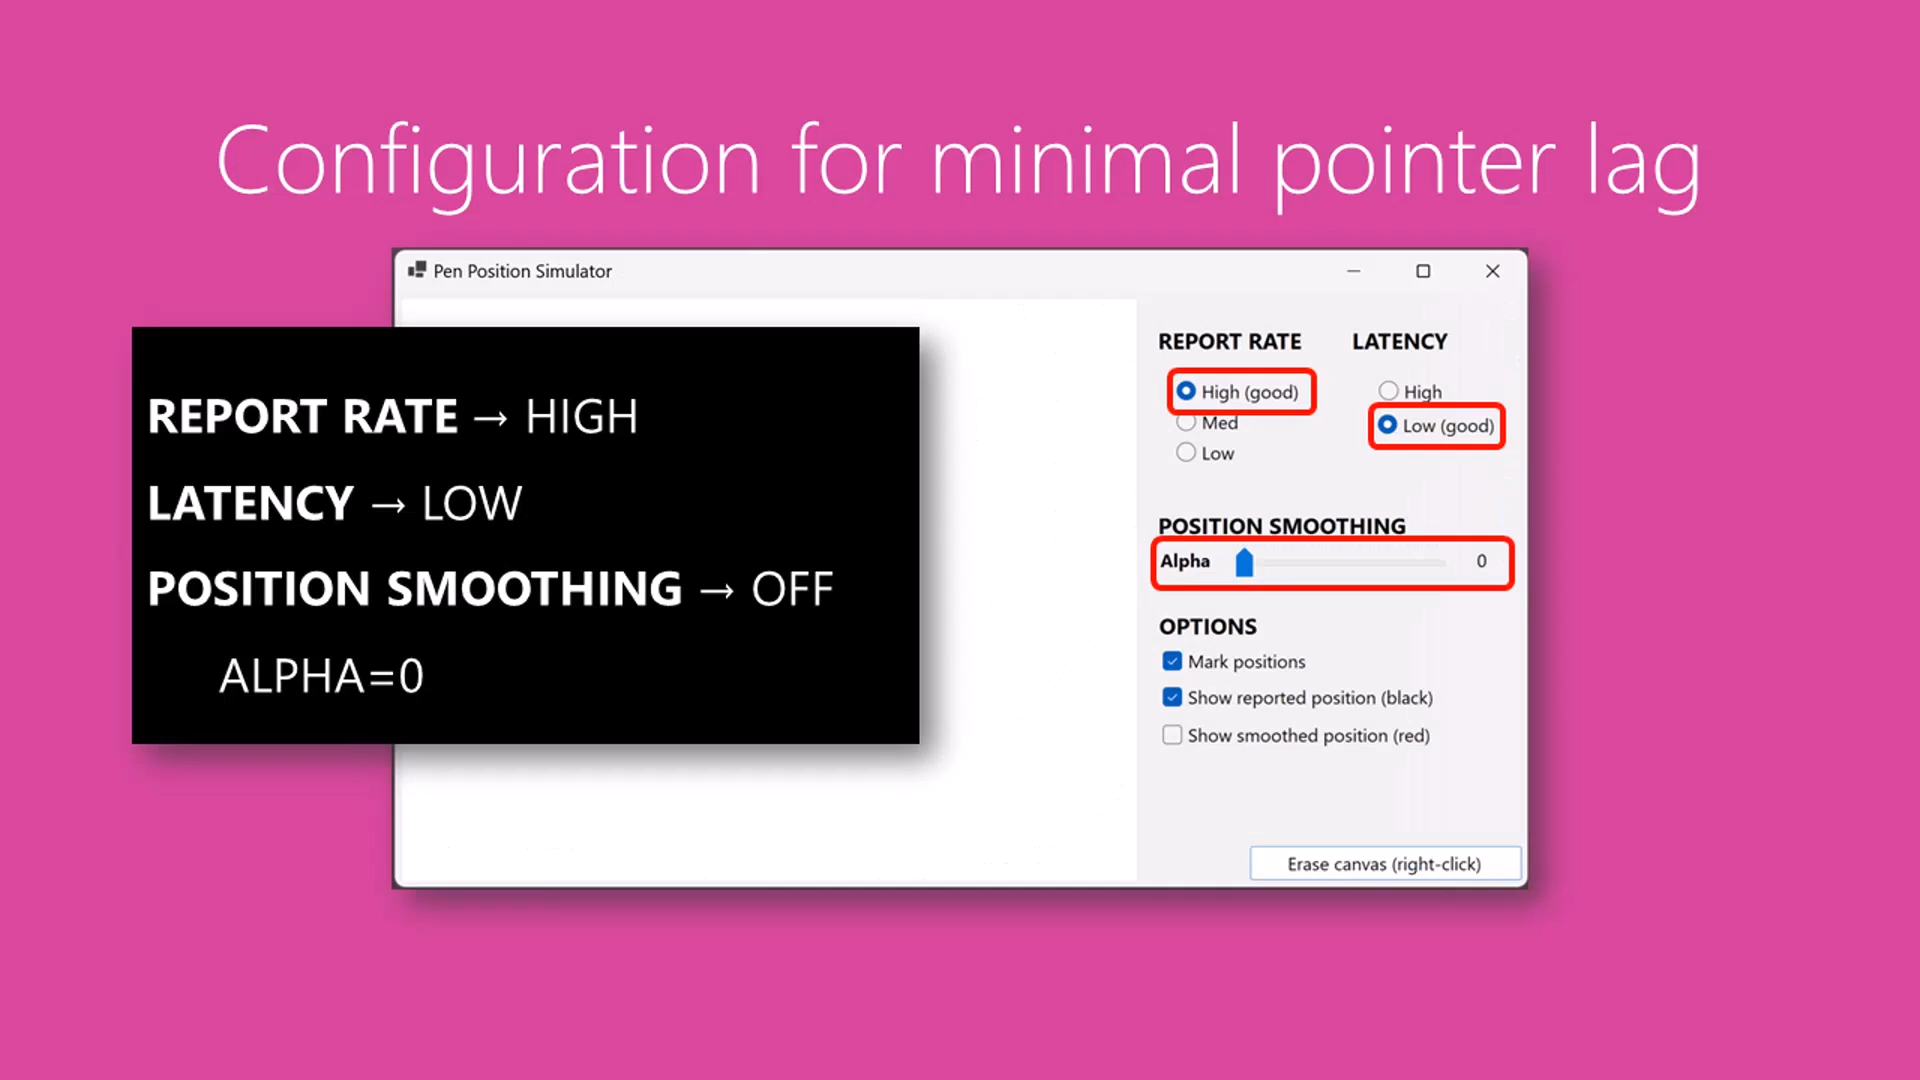 Configuration for minimal pointer lag
Pen Position Simulator
REPORT RATE → HIGH
LATENCY → LOW
POSITION SMOOTHING → OFF
ALPHA=0
REPORT RATE
High (good)
Med
Low
LATENCY
High
Low (good)
POSITION SMOOTHING
Alpha 0
OPTIONS
Mark positions
Show reported position (black)
Show smoothed position (red)
Erase canvas (right-click)